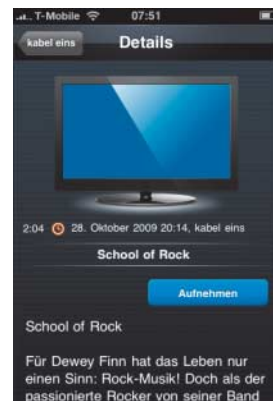 T-Mobile 07:51
kabel eins Details
2:04 28. Oktober 2009 20:14, kabel eins
School of Rock
Aufnehmen
School of Rock
Für Dewey Finn hat das Leben nur
einen Sinn: Rock-Musik! Doch als der
passionierte Rocker von seiner Band